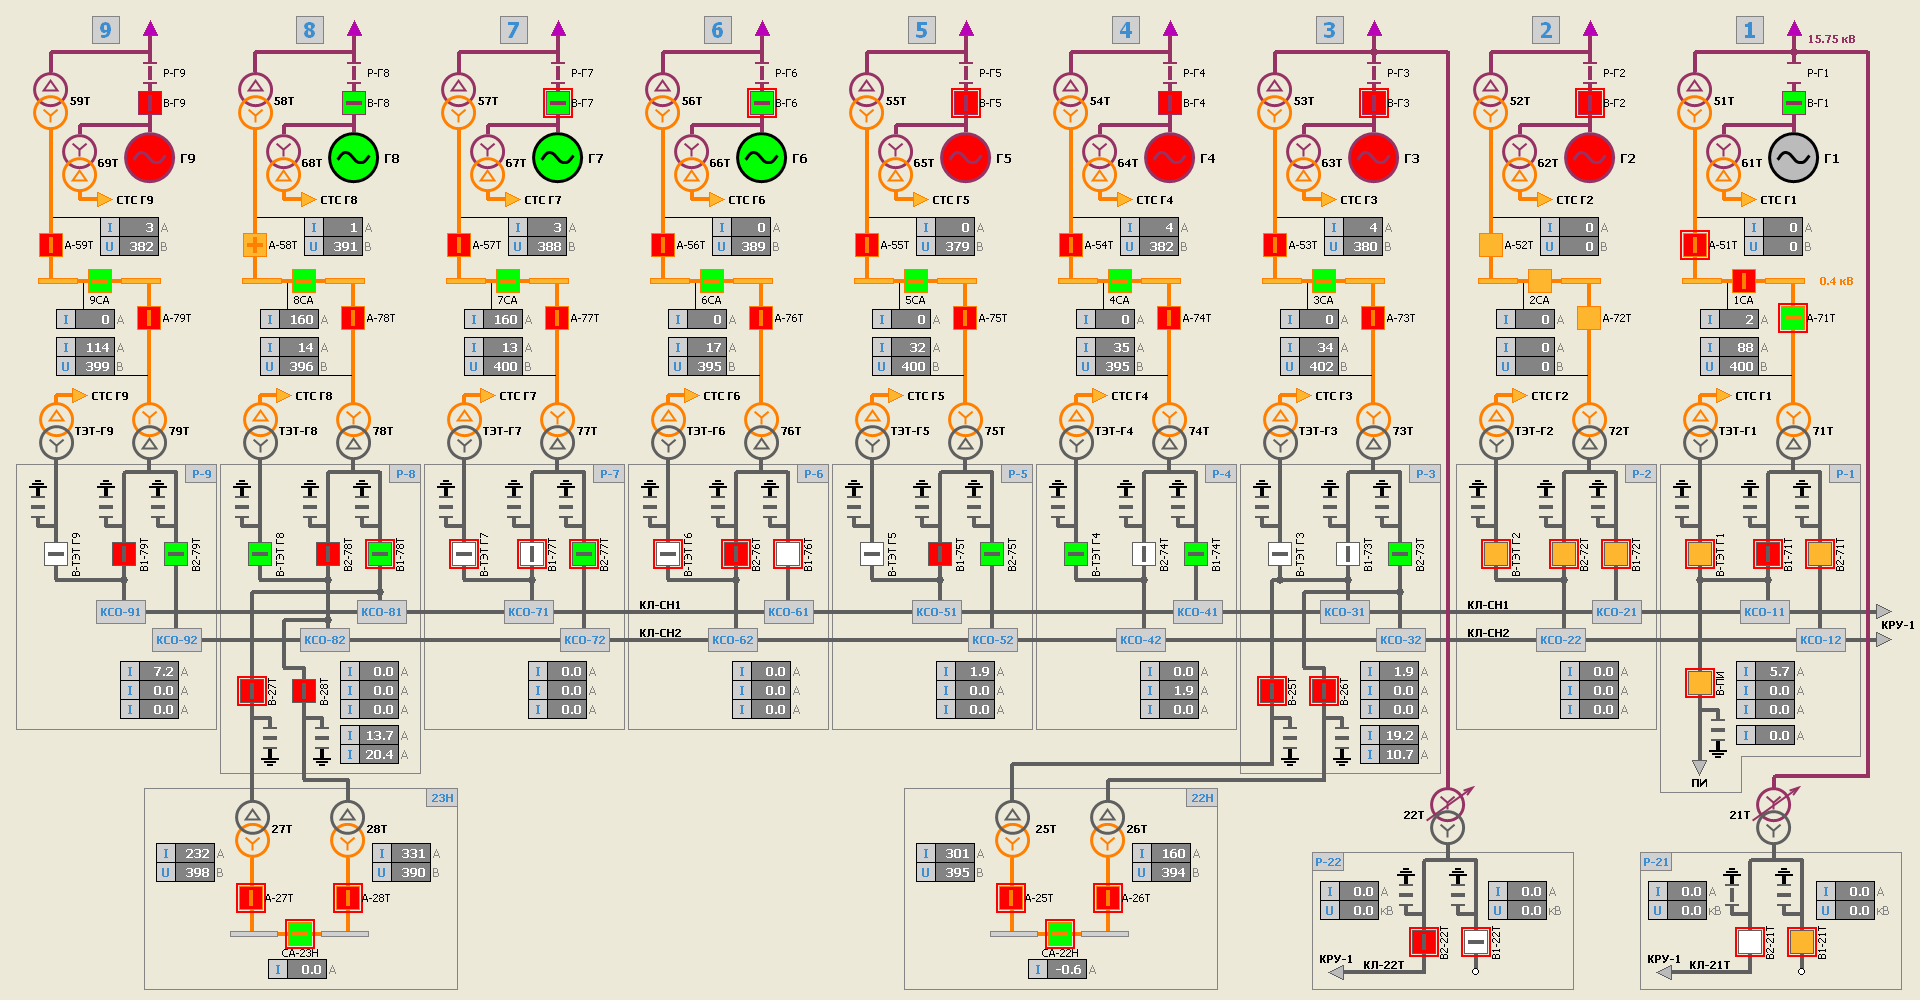 9 8 7 6 5 4 3 2 1
15.75 кВ
Р-Г9 Р-Г8 Р-Г7 Р-Г6 Р-Г5 Р-Г4 Р-Г3 Р-Г2 Р-Г1
59Т В-Г9 58Т В-Г8 57Т В-Г7 56Т В-Г6 55Т В-Г5 54Т В-Г4 53Т В-Г3 52Т В-Г2 51Т В-Г1
69Т Г9 68Т Г8 67Т Г7 66Т Г6 65Т Г5 64Т Г4 63Т Г3 62Т Г2 61Т Г1
СТС Г9 СТС Г8 СТС Г7 СТС Г6 СТС Г5 СТС Г4 СТС Г3 СТС Г2 СТС Г1
I 3 А I 1 А I 3 А I 0 А I 0 А I 4 А I 4 А I 0 А I 0 А
А-59Т U 382 В А-58Т U 391 В А-57Т U 388 В А-56Т U 389 В А-55Т U 379 В А-54Т U 382 В А-53Т U 380 В А-52Т U 0 В А-51Т U 0 В
0.4 кВ
9СА 8СА 7СА 6СА 5СА 4СА 3СА 2СА 1СА
I 0 А А-79Т I 160 А А-78Т I 160 А А-77Т I 0 А А-76Т I 0 А А-75Т I 0 А А-74Т I 0 А А-73Т I 0 А А-72Т I 2 А А-71Т
I 114 А I 14 А I 13 А I 17 А I 32 А I 35 А I 34 А I 0 А I 88 А
U 399 В U 396 В U 400 В U 395 В U 400 В U 395 В U 402 В U 0 В U 400 В
СТС Г9 СТС Г8 СТС Г7 СТС Г6 СТС Г5 СТС Г4 СТС Г3 СТС Г2 СТС Г1
ТЭТ-Г9 79Т ТЭТ-Г8 78Т ТЭТ-Г7 77Т ТЭТ-Г6 76Т ТЭТ-Г5 75Т ТЭТ-Г4 74Т ТЭТ-Г3 73Т ТЭТ-Г2 72Т ТЭТ-Г1 71Т
Р-9 Р-8 Р-7 Р-6 Р-5 Р-4 Р-3 Р-2 Р-1
В-ТЭТ Г9 В1-79Т В2-79Т В-ТЭТ Г8 В2-78Т В1-78Т В-ТЭТ Г7 В1-77Т В2-77Т В-ТЭТ Г6 В2-76Т В1-76Т В-ТЭТ Г5 В1-75Т В2-75Т В-ТЭТ Г4 В2-74Т В1-74Т В-ТЭТ Г3 В1-73Т В2-73Т В-ТЭТ Г2 В2-72Т В1-72Т В-ТЭТ Г1 В1-71Т В2-71Т
КСО-91 КСО-81 КСО-71 КЛ-СН1 КСО-61 КСО-51 КСО-41 КСО-31 КЛ-СН1 КСО-21 КСО-11
КРУ-1
КСО-92 КСО-82 КСО-72 КЛ-СН2 КСО-62 КСО-52 КСО-42 КСО-32 КЛ-СН2 КСО-22 КСО-12
I 7.2 А I 0.0 А I 0.0 А I 0.0 А I 1.9 А I 0.0 А I 1.9 А I 0.0 А I 5.7 А
I 0.0 А В-27Т В-28Т I 0.0 А I 0.0 А I 0.0 А I 0.0 А I 1.9 А В-25Т В-26Т I 0.0 А I 0.0 А В-ПИ I 0.0 А
I 0.0 А I 0.0 А I 0.0 А I 0.0 А I 0.0 А I 0.0 А I 0.0 А I 0.0 А I 0.0 А
I 13.7 А I 19.2 А I 0.0 А
I 20.4 А I 10.7 А
ПИ
23Н 22Н
27Т 28Т 25Т 26Т 22Т 21Т
I 232 А I 331 А I 301 А I 160 А
U 398 В U 390 В U 395 В U 394 В
Р-22 Р-21
А-27Т А-28Т А-25Т А-26Т
I 0.0 А I 0.0 А I 0.0 А I 0.0 А
U 0.0 кВ U 0.0 кВ U 0.0 кВ U 0.0 кВ
В2-22Т В1-22Т В2-21Т В1-21Т
СА-23Н СА-22Н
I 0.0 А I -0.6 А
КРУ-1 КЛ-22Т КРУ-1 КЛ-21Т